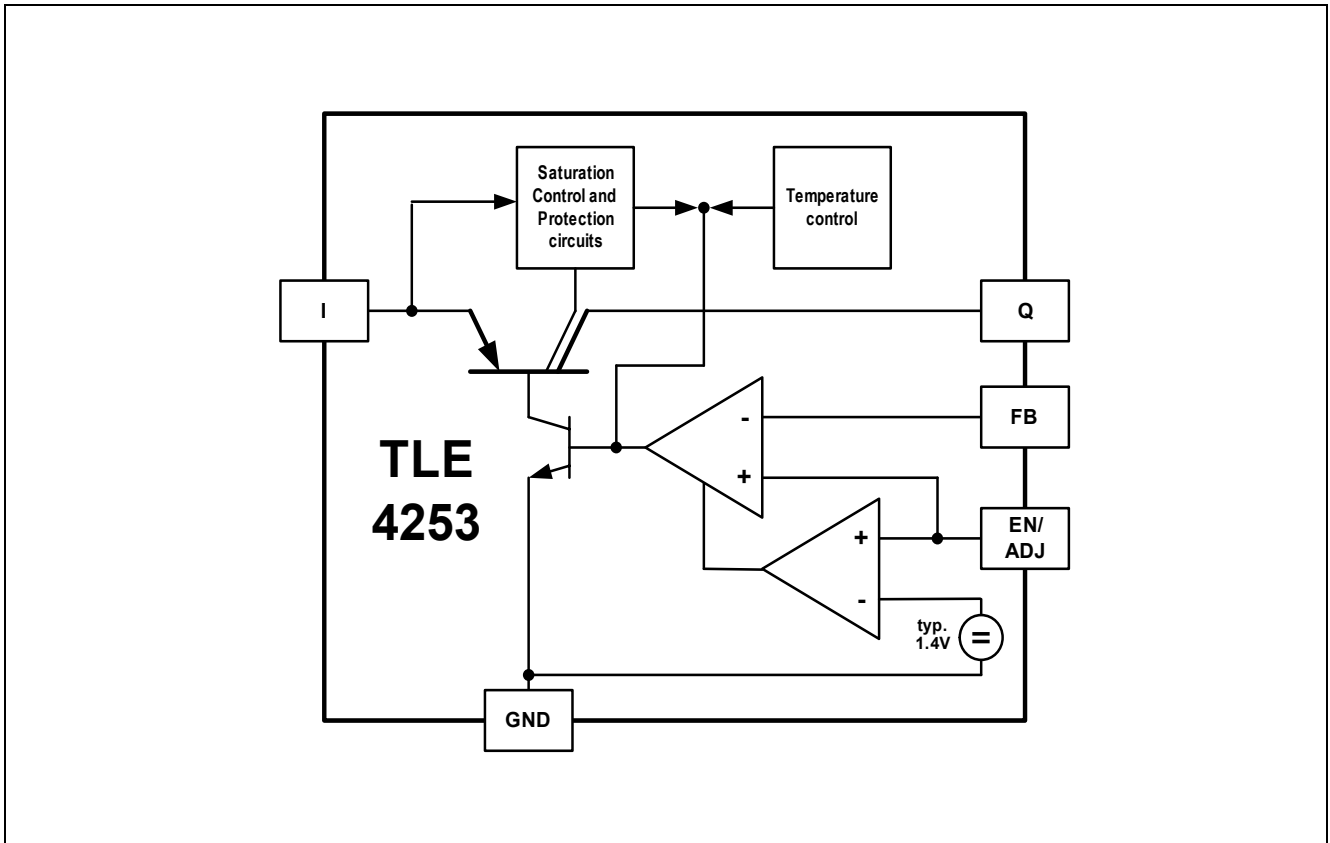 Saturation
Control and
Protection
circuits
Temperature
control
I
Q
FB
-
+
EN/
ADJ
+
-
typ.
1.4V
=
TLE
4253
GND